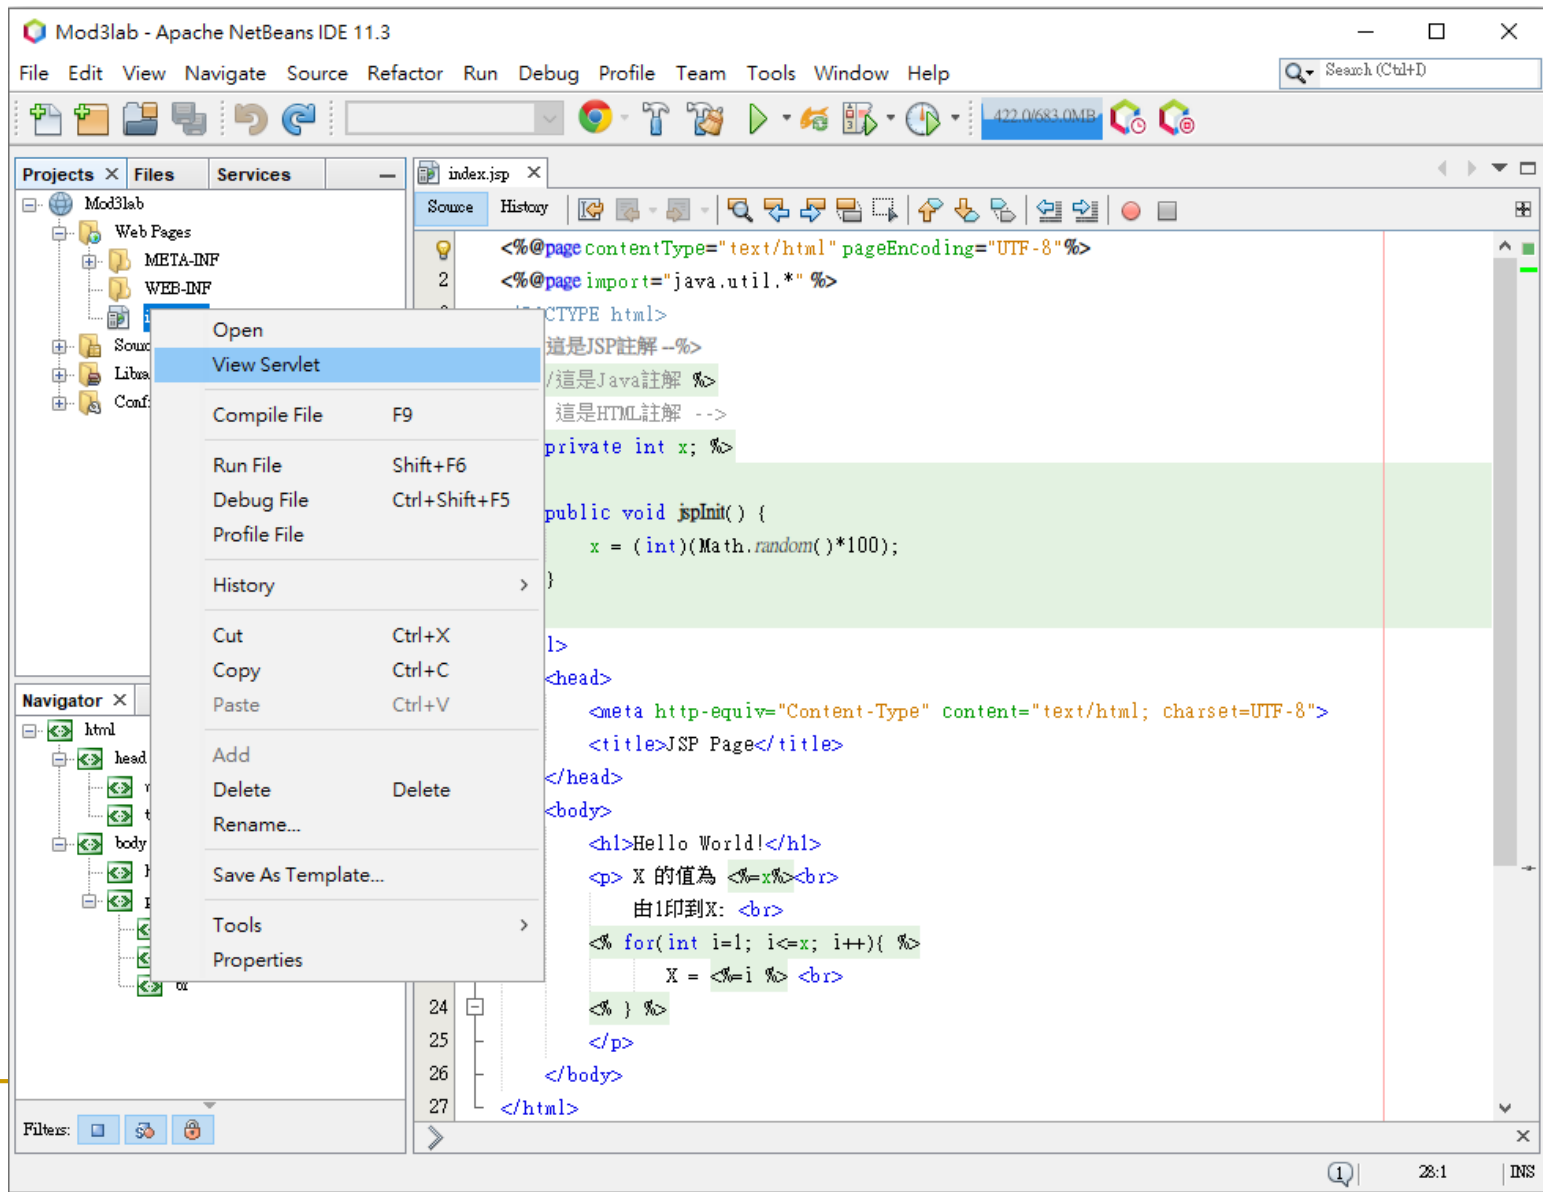 Mod3lab - Apache NetBeans IDE 11.3
File Edit View Navigate Source Refactor Run Debug Profile Team Tools Window Help
Search (Ctrl+I)
422.0/683.0MB
Projects Files Services
index.jsp
Mod3lab
Source History
Web Pages
META-INF
WEB-INF
<%@page contentType="text/html" pageEncoding="UTF-8"%>
2 <%@page import="java.util.*" %>
CTYPE html>
這是JSP註解 --%>
/這是Java註解 %>
這是HTML註解 -->
private int x; %>
public void jspInit() {
x = (int)(Math.random()*100);
}
l>
<head>
<meta http-equiv="Content-Type" content="text/html; charset=UTF-8">
<title>JSP Page</title>
</head>
<body>
<h1>Hello World!</h1>
<p> X 的值為 <%=x%><br>
由1印到X: <br>
<% for(int i=1; i<=x; i++){ %>
X = <%=i %> <br>
24 <% } %>
25 </p>
26 </body>
27 </html>
Open
View Servlet
Compile File F9
Run File Shift+F6
Debug File Ctrl+Shift+F5
Profile File
History
Cut Ctrl+X
Copy Ctrl+C
Paste Ctrl+V
Add
Delete Delete
Rename...
Save As Template...
Tools
Properties
Navigator
html
head
body
br
Filters:
1 28:1 INS